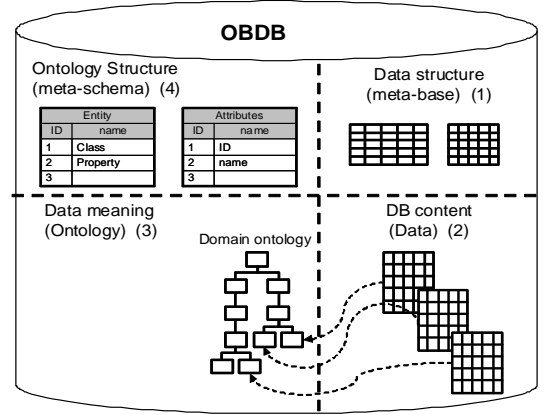 OBDB
Ontology Structure
(meta-schema) (4)
Data structure
(meta-base) (1)
Entity
ID name
1 Class
2 Property
3
Attributes
ID name
1 ID
2 name
3
Data meaning
(Ontology) (3)
Domain ontology
DB content
(Data) (2)